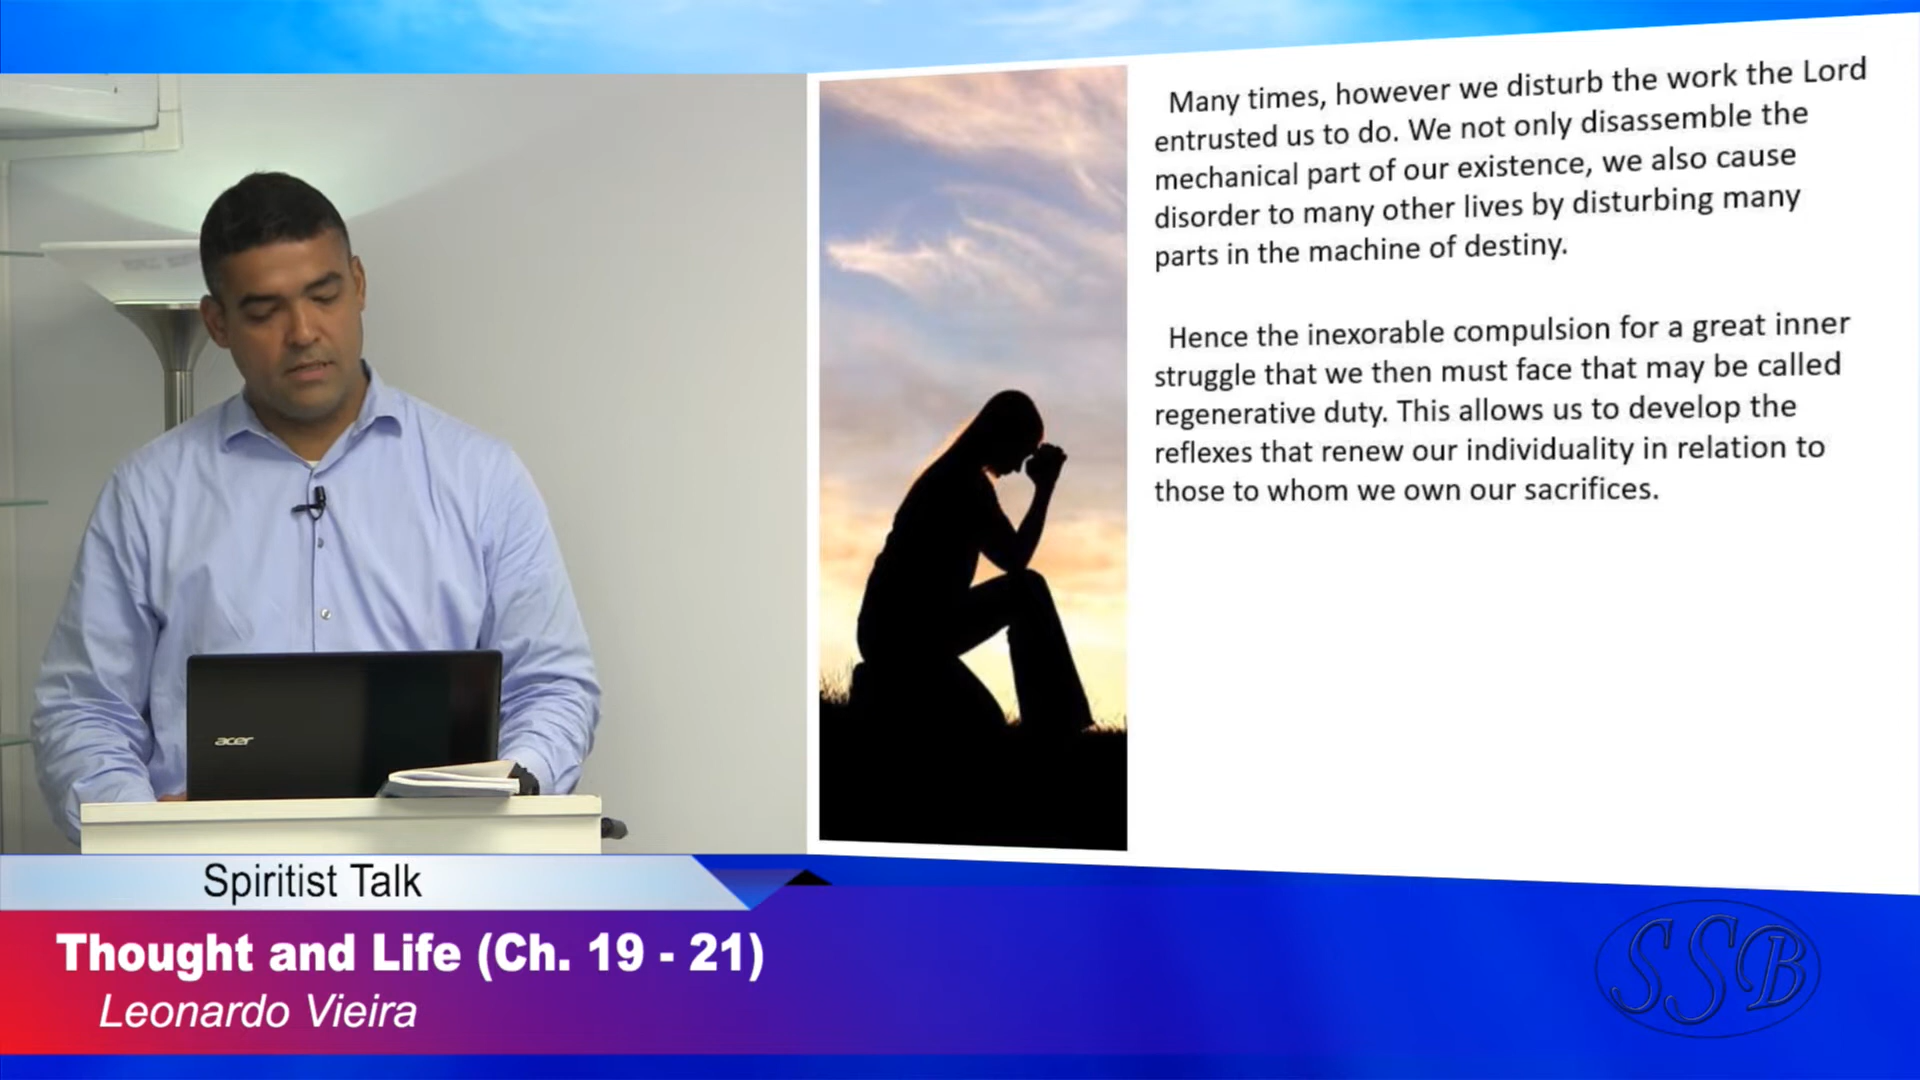 Many times, however we disturb the work the Lord
entrusted us to do. We not only disassemble the
mechanical part of our existence, we also cause
disorder to many other lives by disturbing many
parts in the machine of destiny.
Hence the inexorable compulsion for a great inner
struggle that we then must face that may be called
regenerative duty. This allows us to develop the
reflexes that renew our individuality in relation to
those to whom we own our sacrifices.
acer
Spiritist Talk
Thought and Life (Ch. 19 - 21)
Leonardo Vieira
SSB